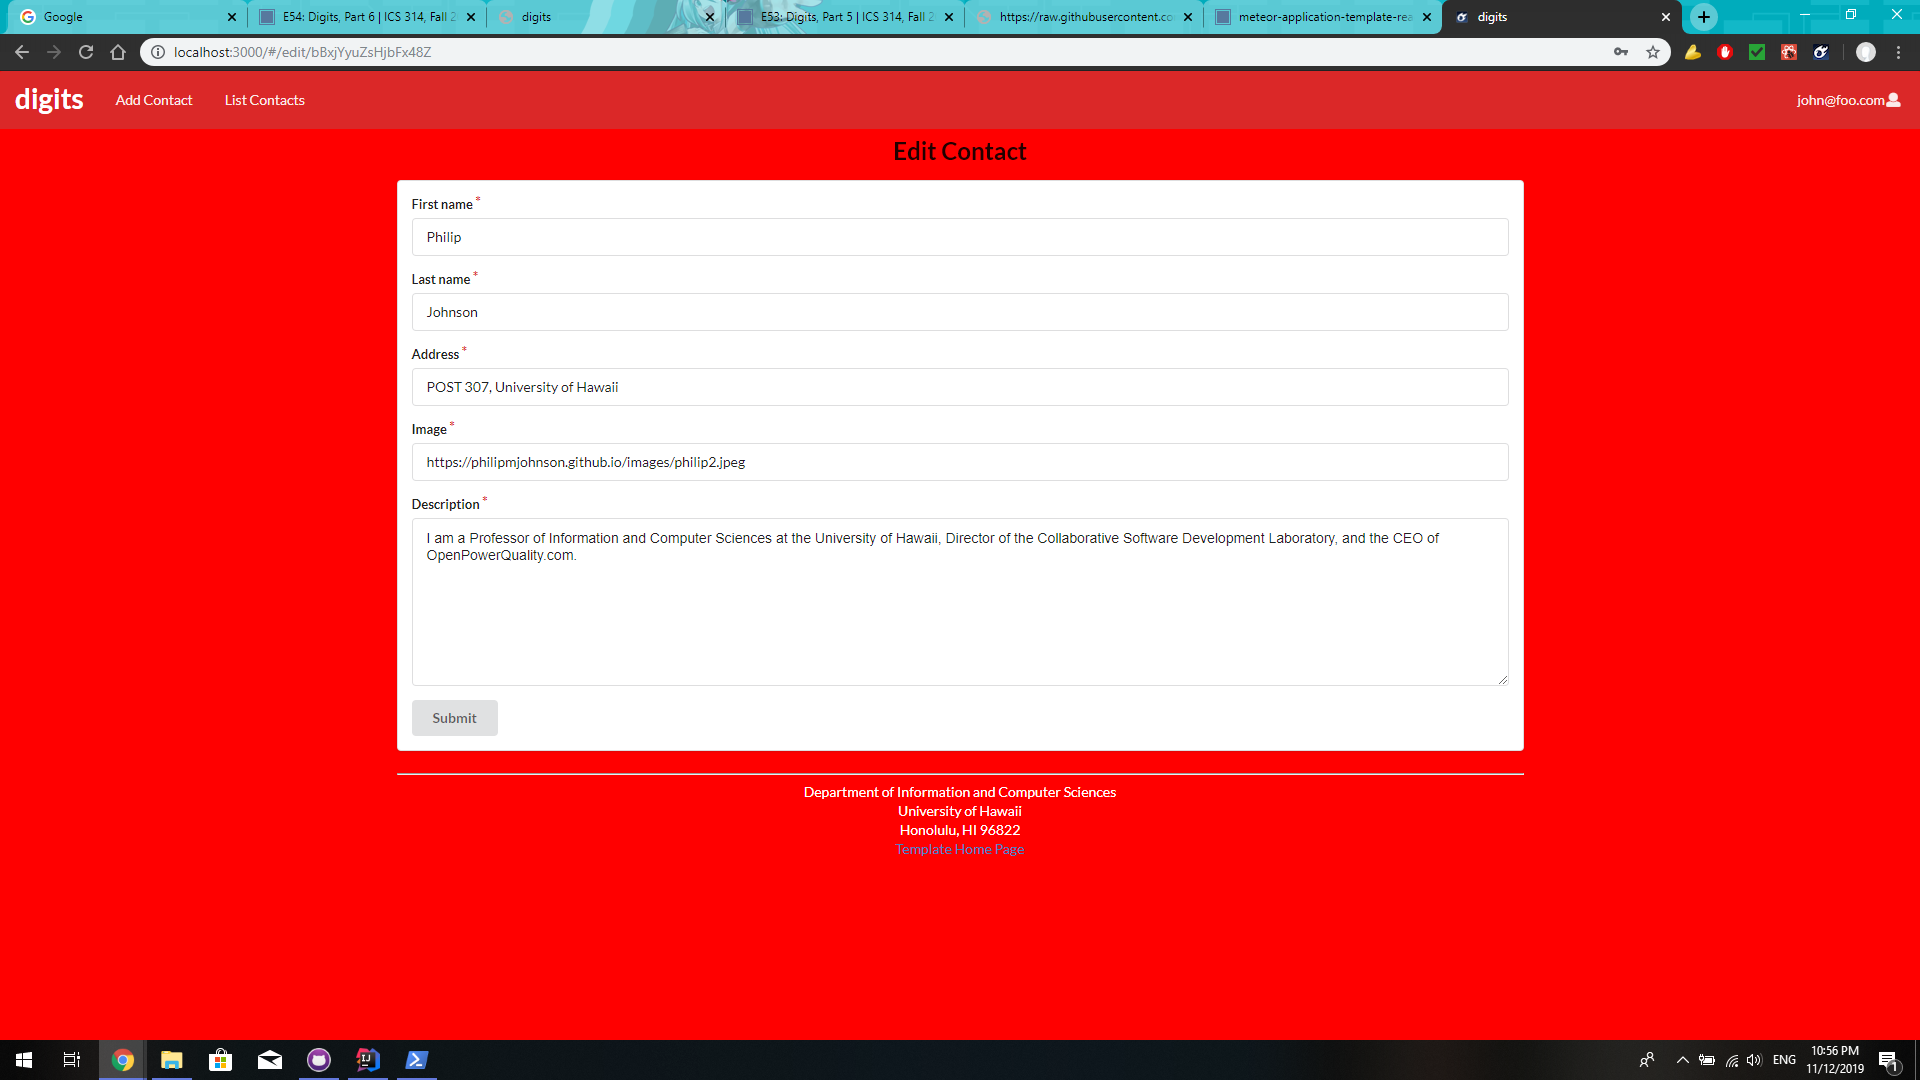 Google
E54: Digits, Part 6 | ICS 314, Fall 2
digits
E53: Digits, Part 5 | ICS 314, Fall 2
https://raw.githubusercontent.co
meteor-application-template-rea
digits
localhost:3000/#/edit/bBxjYyuZsHjbFx48Z
digits
Add Contact
List Contacts
john@foo.com
Edit Contact
First name *
Philip
Last name *
Johnson
Address *
POST 307, University of Hawaii
Image *
https://philipmjohnson.github.io/images/philip2.jpeg
Description *
I am a Professor of Information and Computer Sciences at the University of Hawaii, Director of the Collaborative Software Development Laboratory, and the CEO of
OpenPowerQuality.com.
Submit
Department of Information and Computer Sciences
University of Hawaii
Honolulu, HI 96822
Template Home Page
ENG
10:56 PM
11/12/2019
1